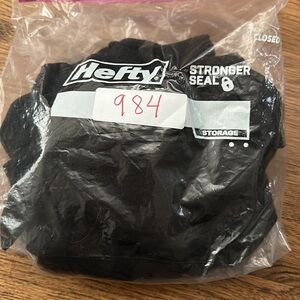 CLOSED
Hefty
STRONGER
SEAL
984
STORAGE